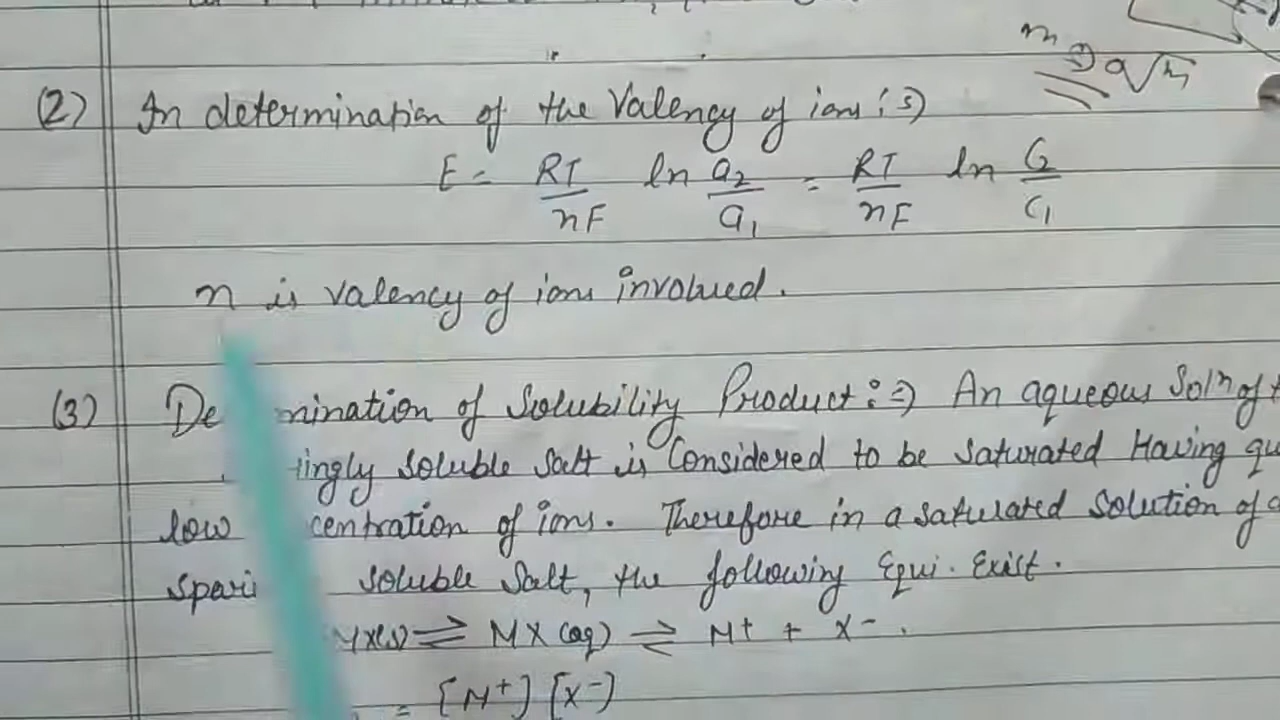 (2) In determination of the Valency of ions :⇒
E = RT/nF ln a₂/a₁ = RT/nF ln C₂/C₁
n is valency of ions involved.
(3) De mination of Solubility Product :⇒ An aqueous Solⁿ of
ingly soluble salt is Considered to be saturated Having
low centration of ions. Therefore in a saturated solution of
spari soluble salt, the following Equi. Exist.
MX(s) ⇌ MX (aq) ⇌ M⁺ + X⁻.
= [M⁺] [X⁻]